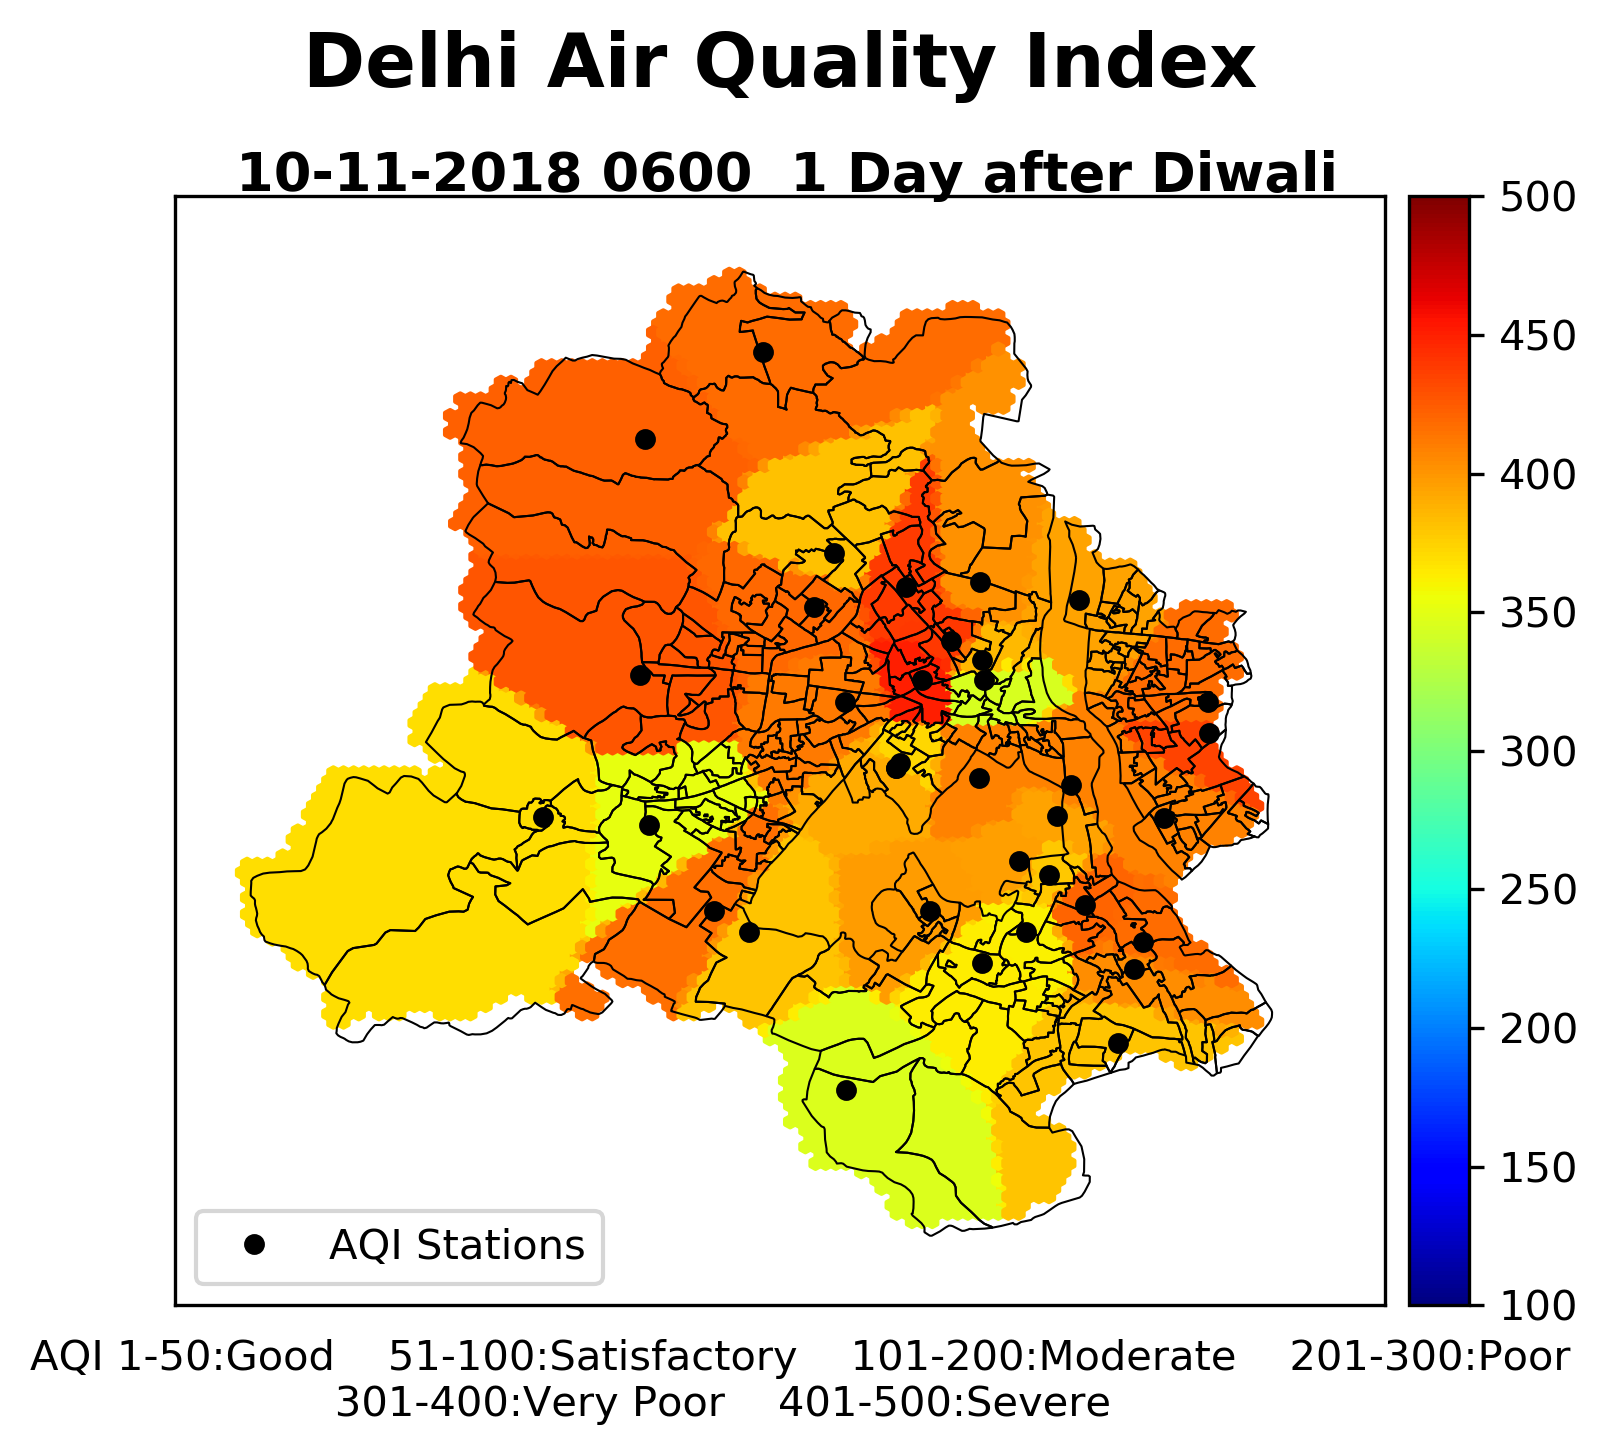 Delhi Air Quality Index
10-11-2018 0600  1 Day after Diwali
500
450
400
350
300
250
200
150
100
AQI Stations
AQI 1-50:Good    51-100:Satisfactory    101-200:Moderate    201-300:Poor
301-400:Very Poor    401-500:Severe